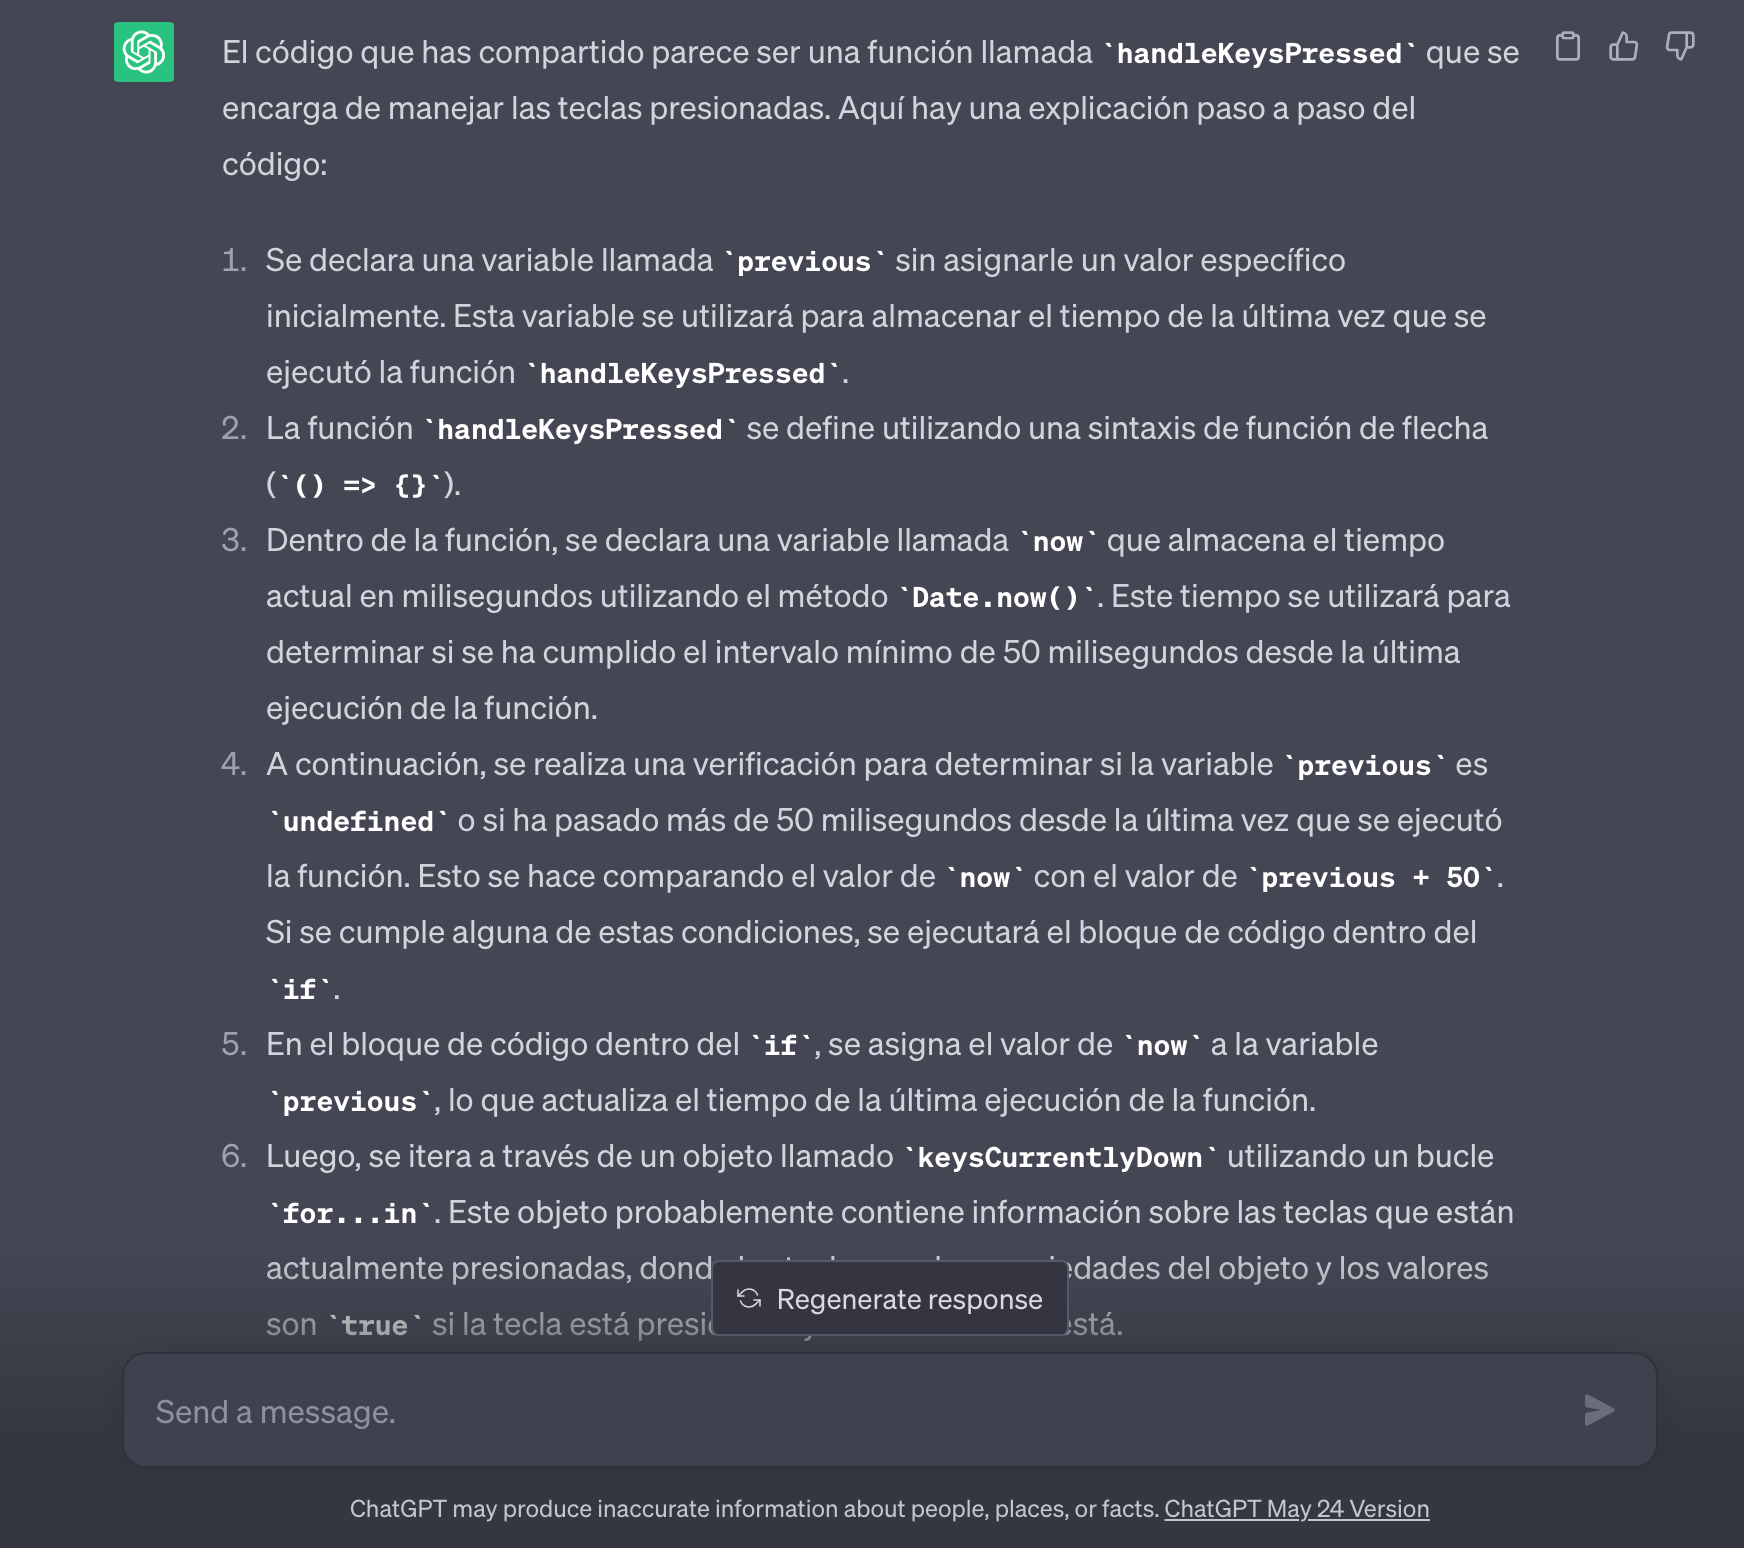 El código que has compartido parece ser una función llamada `handleKeysPressed` que se
encarga de manejar las teclas presionadas. Aquí hay una explicación paso a paso del
código:
1. Se declara una variable llamada `previous` sin asignarle un valor específico
inicialmente. Esta variable se utilizará para almacenar el tiempo de la última vez que se
ejecutó la función `handleKeysPressed`.
2. La función `handleKeysPressed` se define utilizando una sintaxis de función de flecha
(`() => {}`).
3. Dentro de la función, se declara una variable llamada `now` que almacena el tiempo
actual en milisegundos utilizando el método `Date.now()`. Este tiempo se utilizará para
determinar si se ha cumplido el intervalo mínimo de 50 milisegundos desde la última
ejecución de la función.
4. A continuación, se realiza una verificación para determinar si la variable `previous` es
`undefined` o si ha pasado más de 50 milisegundos desde la última vez que se ejecutó
la función. Esto se hace comparando el valor de `now` con el valor de `previous + 50`.
Si se cumple alguna de estas condiciones, se ejecutará el bloque de código dentro del
`if`.
5. En el bloque de código dentro del `if`, se asigna el valor de `now` a la variable
`previous`, lo que actualiza el tiempo de la última ejecución de la función.
6. Luego, se itera a través de un objeto llamado `keysCurrentlyDown` utilizando un bucle
`for...in`. Este objeto probablemente contiene información sobre las teclas que están
actualmente presionadas, del objeto y los valores
son `true` si la tecla está
Regenerate response
Send a message.
ChatGPT may produce inaccurate information about people, places, or facts. ChatGPT May 24 Version